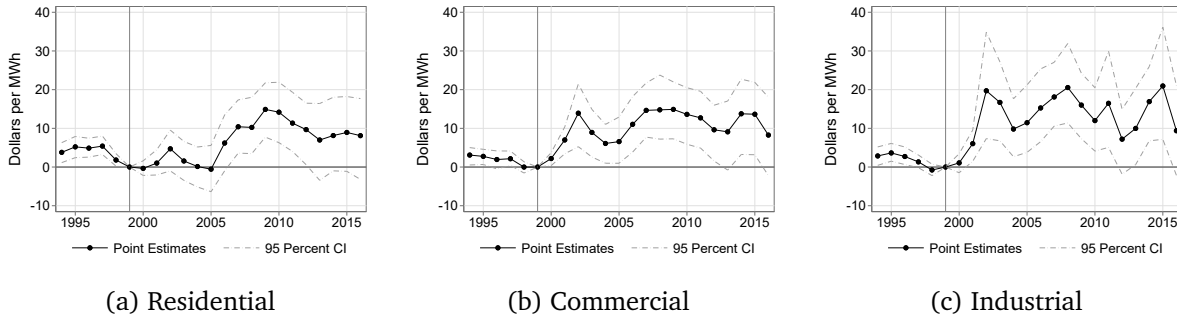 Dollars per MWh
40
30
20
10
0
-10
1995 2000 2005 2010 2015
Point Estimates 95 Percent CI
(a) Residential
Dollars per MWh
40
30
20
10
0
-10
1995 2000 2005 2010 2015
Point Estimates 95 Percent CI
(b) Commercial
Dollars per MWh
40
30
20
10
0
-10
1995 2000 2005 2010 2015
Point Estimates 95 Percent CI
(c) Industrial